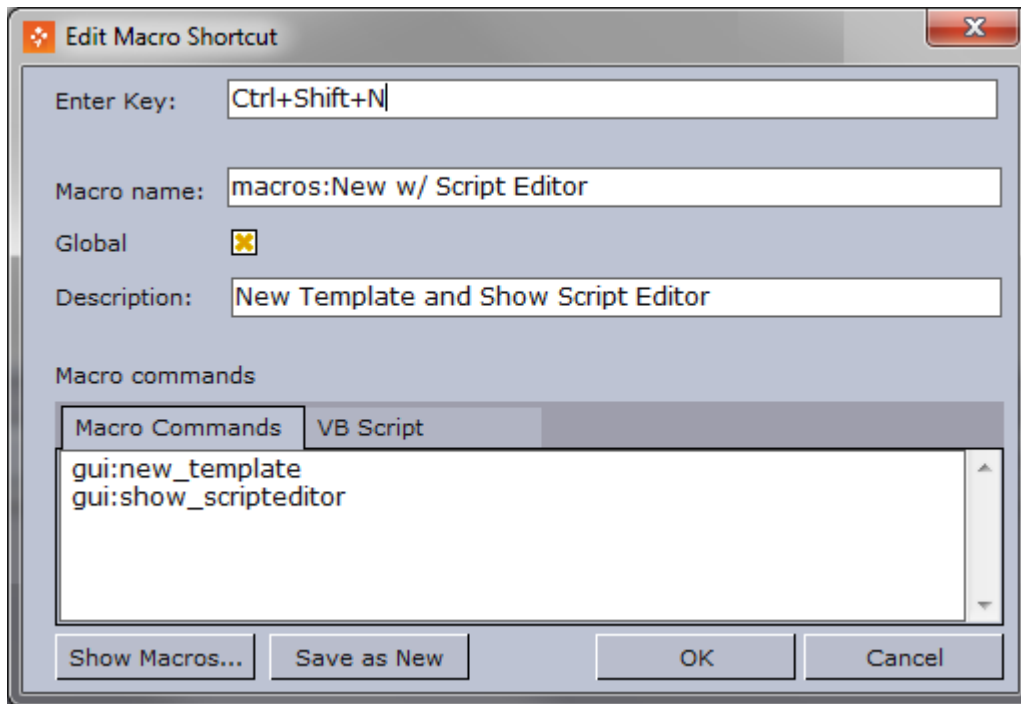 Edit Macro Shortcut
Enter Key: Ctrl+Shift+N
Macro name: macros:New w/ Script Editor
Global
Description: New Template and Show Script Editor
Macro commands
Macro Commands VB Script
gui:new_template
gui:show_scripteditor
Show Macros... Save as New OK Cancel